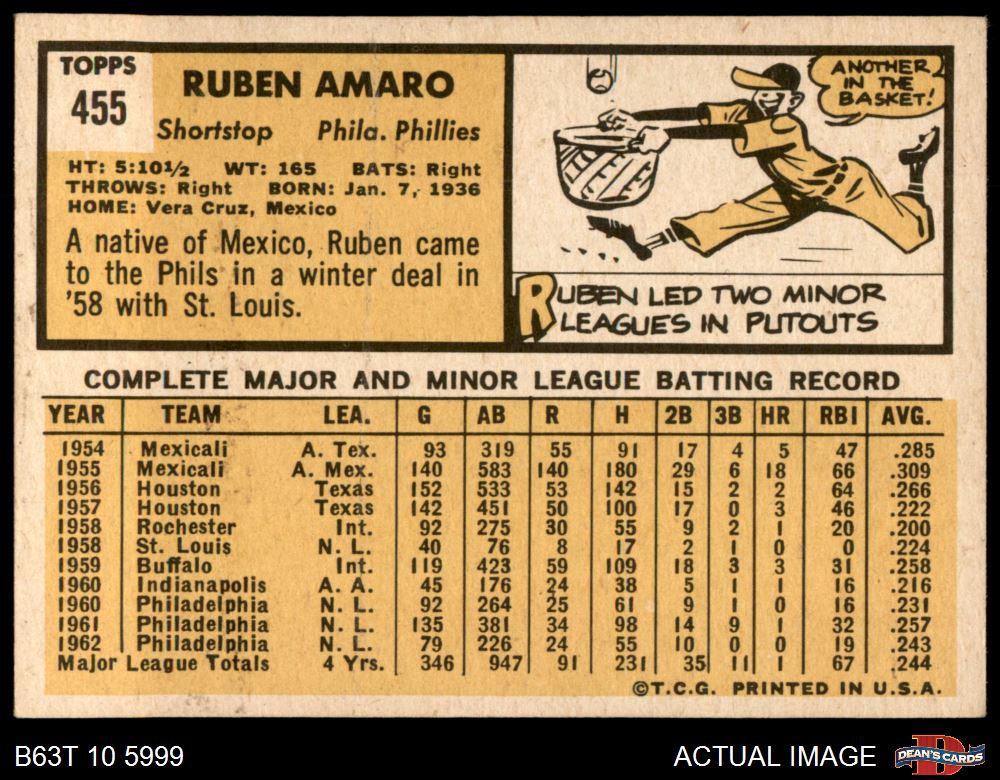 TOPPS
455
RUBEN AMARO
Shortstop Phila. Phillies
HT: 5:10½ WT: 165 BATS: Right
THROWS: Right BORN: Jan. 7, 1936
HOME: Vera Cruz, Mexico
A native of Mexico, Ruben came
to the Phils in a winter deal in
'58 with St. Louis.
ANOTHER
IN THE
BASKET!
RUBEN LED TWO MINOR
LEAGUES IN PUTOUTS
COMPLETE MAJOR AND MINOR LEAGUE BATTING RECORD
YEAR TEAM LEA. G AB R H 2B 3B HR RBI AVG.
1954 Mexicali A. Tex. 93 319 55 91 17 4 5 47 .285
1955 Mexicali A. Mex. 140 583 140 180 29 6 18 66 .309
1956 Houston Texas 152 533 53 142 15 2 2 64 .266
1957 Houston Texas 142 451 50 100 17 0 3 46 .222
1958 Rochester Int. 92 275 30 55 9 2 1 20 .200
1958 St. Louis N. L. 40 76 8 17 2 1 0 0 .224
1959 Buffalo Int. 119 423 59 109 18 3 3 31 .258
1960 Indianapolis A. A. 45 176 24 38 5 1 1 16 .216
1960 Philadelphia N. L. 92 264 25 61 9 1 0 16 .231
1961 Philadelphia N. L. 135 381 34 98 14 9 1 32 .257
1962 Philadelphia N. L. 79 226 24 55 10 0 0 19 .243
Major League Totals 4 Yrs. 346 947 91 231 35 11 1 67 .244
©T.C.G. PRINTED IN U.S.A.
B63T 10 5999
ACTUAL IMAGE
D
DEAN'S CARDS